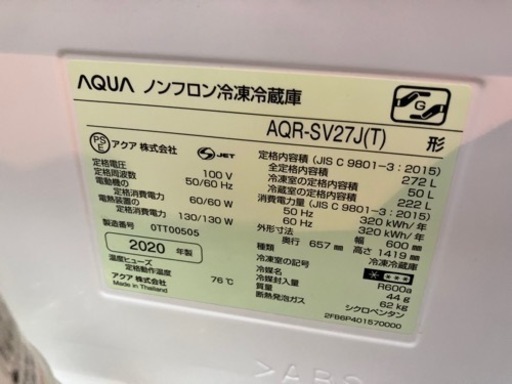 AQUA ノンフロン冷凍冷蔵庫
AQR-SV27J(T) 形
PS E アクア 株式会社 S JET
定格電圧 100 V
定格周波数 50/60 Hz
電動機の定格消費電力 60/60 W
電熱装置の定格消費電力 130/130 W
製造番号 0TT00505
2020 年製
温度ヒューズ
定格動作温度 76℃
アクア 株式会社
Made in Thailand
定格内容積 (JIS C 9801-3：2015)
全定格内容積 272 L
冷凍室の定格内容積 50 L
冷蔵室の定格内容積 222 L
消費電力量 (JIS C 9801-3：2015)
50 Hz 320 kWh/年
60 Hz 320 kWh/年
外形寸法 幅 600 mm
奥行 657 mm 高さ 1419 mm
種類 冷凍冷蔵庫
冷凍室の記号
冷媒名 R600a
冷媒封入量 44 g
質量 62 kg
断熱発泡ガス シクロペンタン
2FB6P401570000
G
>ABS